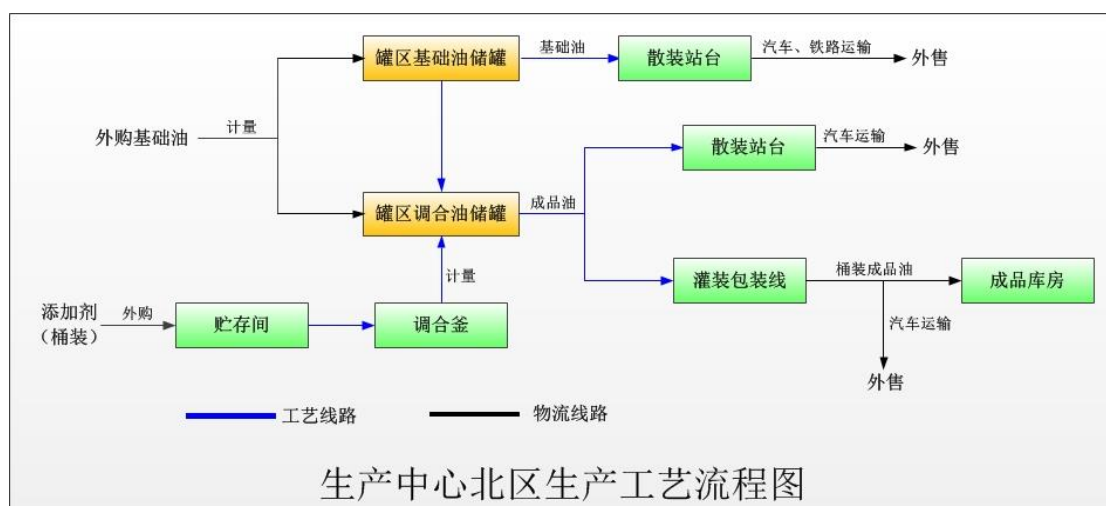 罐区基础油储罐
基础油
散装站台
汽车、铁路运输
外售
外购基础油
计量
散装站台
汽车运输
外售
罐区调合油储罐
成品油
计量
灌装包装线
桶装成品油
成品库房
添加剂
（桶装）
外购
贮存间
调合釜
汽车运输
外售
工艺线路
物流线路
生产中心北区生产工艺流程图